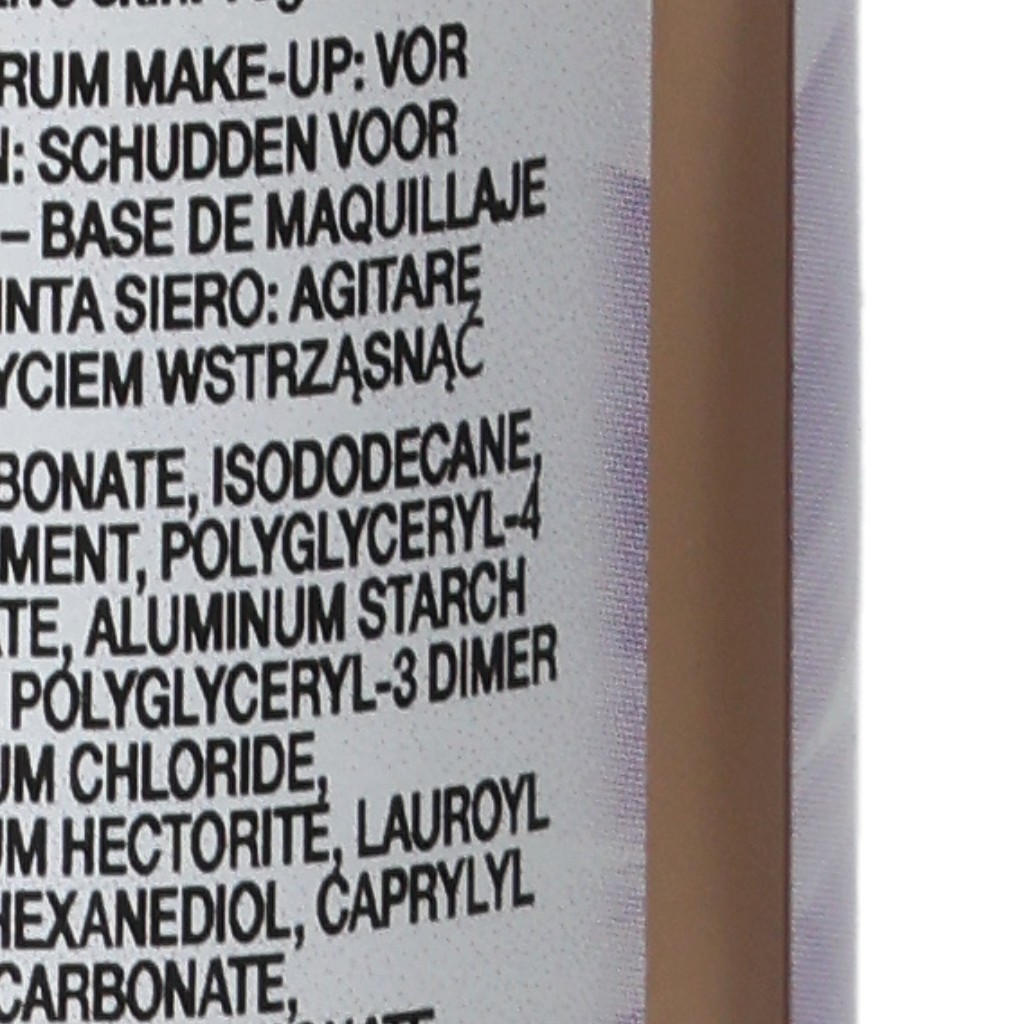 RUM MAKE-UP: VOR
: SCHUDDEN VOOR
– BASE DE MAQUILLAJE
INTA SIERO: AGITARE
YCIEM WSTRZĄSNĄĆ
BONATE, ISODODECANE,
MENT, POLYGLYCERYL-4
TE, ALUMINUM STARCH
POLYGLYCERYL-3 DIMER
UM CHLORIDE,
UM HECTORITE, LAUROYL
HEXANEDIOL, CAPRYLYL
CARBONATE,